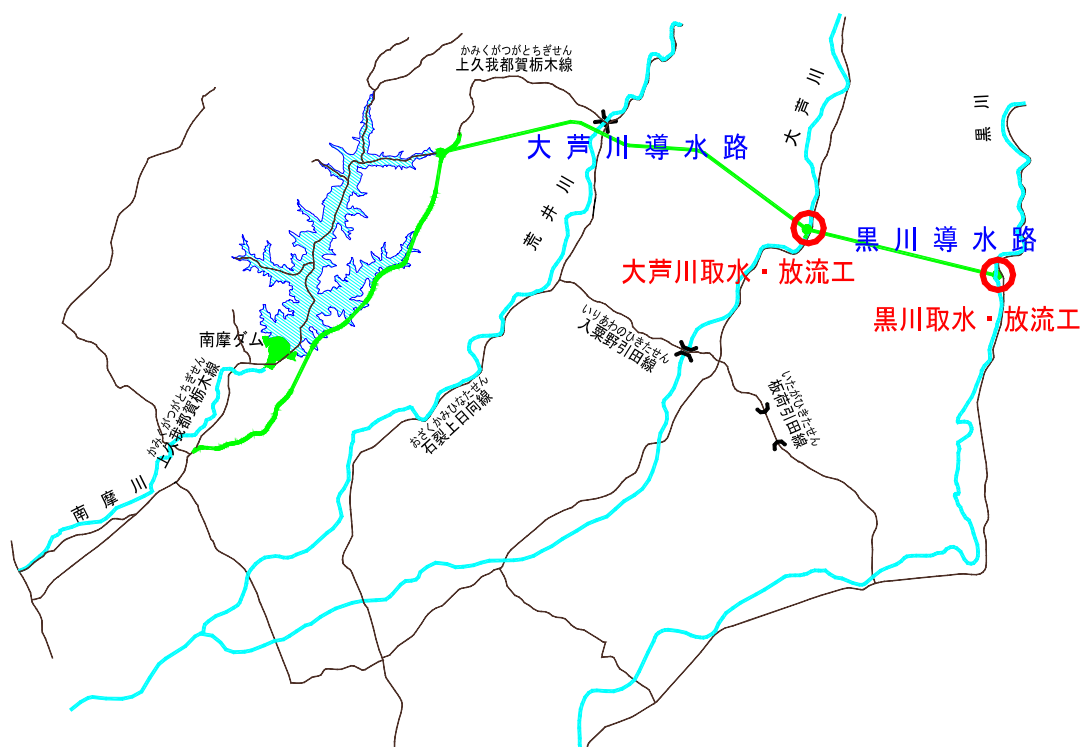 かみくがつがとちぎせん
上久我都賀栃木線
大芦川
黒川
大芦川導水路
荒井川
黒川導水路
大芦川取水・放流工
黒川取水・放流工
いりあわのひきたせん
入粟野引田線
南摩ダム
かみくがつがとちぎせん
上久我都賀栃木線
いたがひきたせん
板荷引田線
おざくかみひなたせん
石裂上日向線
南摩川